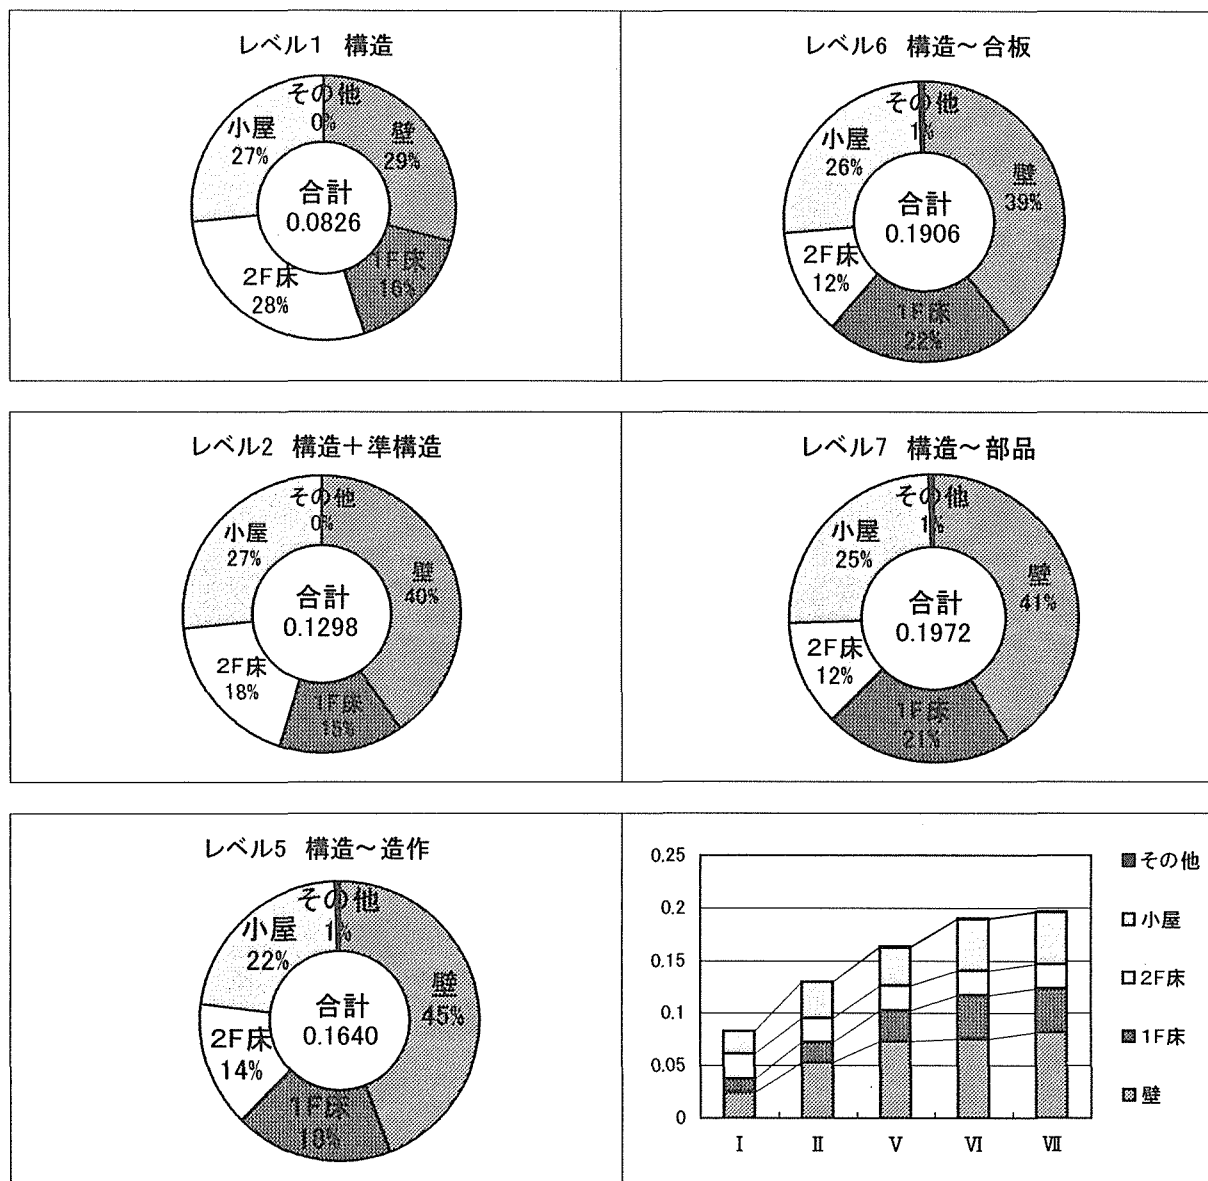 レベル1 構造
その他
0%
壁
29%
1F床
16%
2F床
28%
小屋
27%
合計
0.0826
レベル6 構造～合板
その他
1%
壁
39%
1F床
22%
2F床
12%
小屋
26%
合計
0.1906
レベル2 構造＋準構造
その他
0%
壁
40%
1F床
15%
2F床
18%
小屋
27%
合計
0.1298
レベル7 構造～部品
その他
1%
壁
41%
1F床
21%
2F床
12%
小屋
25%
合計
0.1972
レベル5 構造～造作
その他
1%
壁
45%
1F床
18%
2F床
14%
小屋
22%
合計
0.1640
0.25
0.2
0.15
0.1
0.05
0
Ⅰ Ⅱ Ⅴ Ⅵ Ⅶ
その他
小屋
2F床
1F床
壁